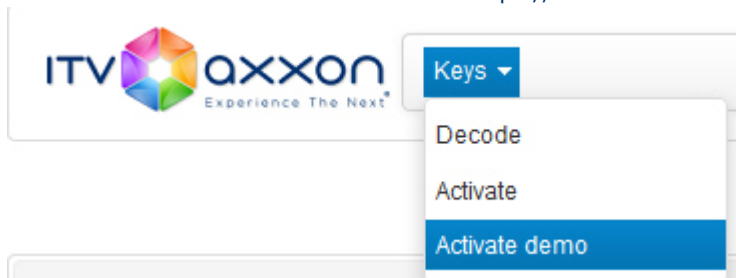 ITV axxon
Experience The Next
Keys
Decode
Activate
Activate demo